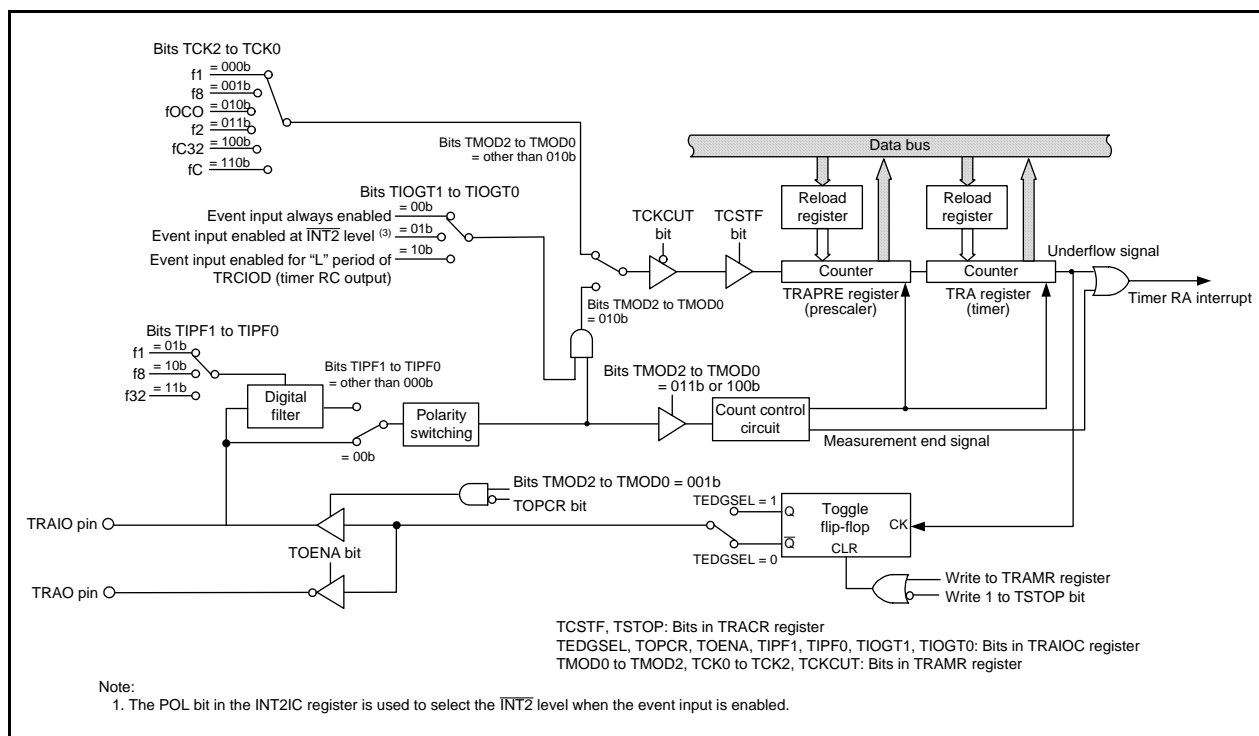 Bits TCK2 to TCK0
f1 = 000b
f8 = 001b
fOCO = 010b
f2 = 011b
fC32 = 100b
fC = 110b
Bits TMOD2 to TMOD0
= other than 010b
Data bus
Reload
register
Reload
register
Bits TIOGT1 to TIOGT0
Event input always enabled = 00b
Event input enabled at INT2 level (3) = 01b
Event input enabled for “L” period of = 10b
TRCIOD (timer RC output)
TCKCUT
bit
TCSTF
bit
Counter
TRAPRE register
(prescaler)
Counter
TRA register
(timer)
Underflow signal
Timer RA interrupt
Bits TMOD2 to TMOD0
= 010b
Bits TIPF1 to TIPF0
f1 = 01b
f8 = 10b
f32 = 11b
Digital
filter
Bits TIPF1 to TIPF0
= other than 000b
= 00b
Polarity
switching
Bits TMOD2 to TMOD0
= 011b or 100b
Count control
circuit
Measurement end signal
Bits TMOD2 to TMOD0 = 001b
TOPCR bit
TRAIO pin
TOENA bit
TRAO pin
TEDGSEL = 1
TEDGSEL = 0
Q
Q
Toggle
flip-flop
CK
CLR
Write to TRAMR register
Write 1 to TSTOP bit
TCSTF, TSTOP: Bits in TRACR register
TEDGSEL, TOPCR, TOENA, TIPF1, TIPF0, TIOGT1, TIOGT0: Bits in TRAIOC register
TMOD0 to TMOD2, TCK0 to TCK2, TCKCUT: Bits in TRAMR register
Note:
1. The POL bit in the INT2IC register is used to select the INT2 level when the event input is enabled.